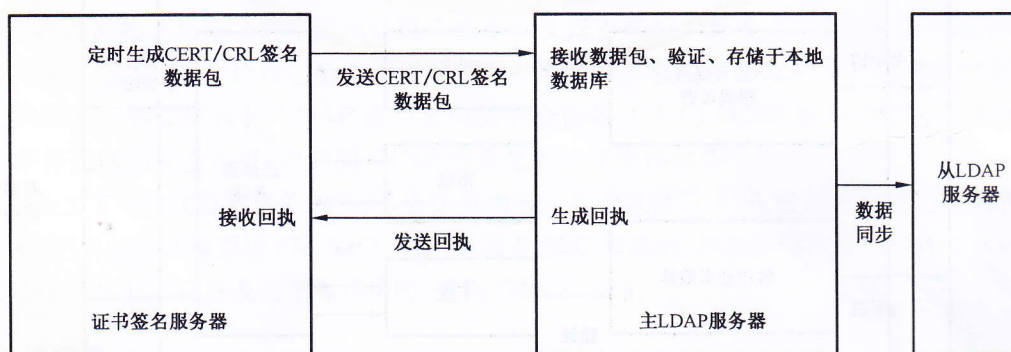 定时生成CERT/CRL签名
数据包
发送CERT/CRL签名
数据包
接收数据包、验证、存储于本地
数据库
从LDAP
服务器
数据
同步
接收回执
发送回执
生成回执
证书签名服务器
主LDAP服务器